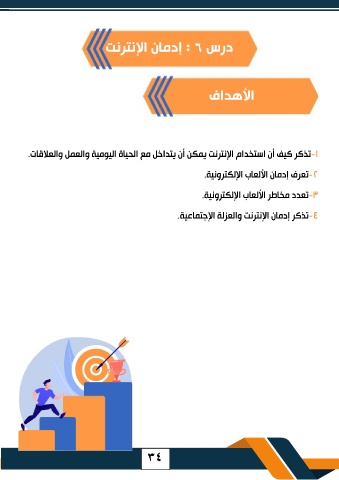 درس ٦ : إدمان الإنترنت
الأهداف
١-تذكر كيف أن استخدام الإنترنت يمكن أن يتداخل مع الحياة اليومية والعمل والعلاقات.
٢-تعرف إدمان الألعاب الإلكترونية.
٣-تعدد مخاطر الألعاب الإلكترونية.
٤-تذكر إدمان الإنترنت والعزلة الإجتماعية.
٣٤